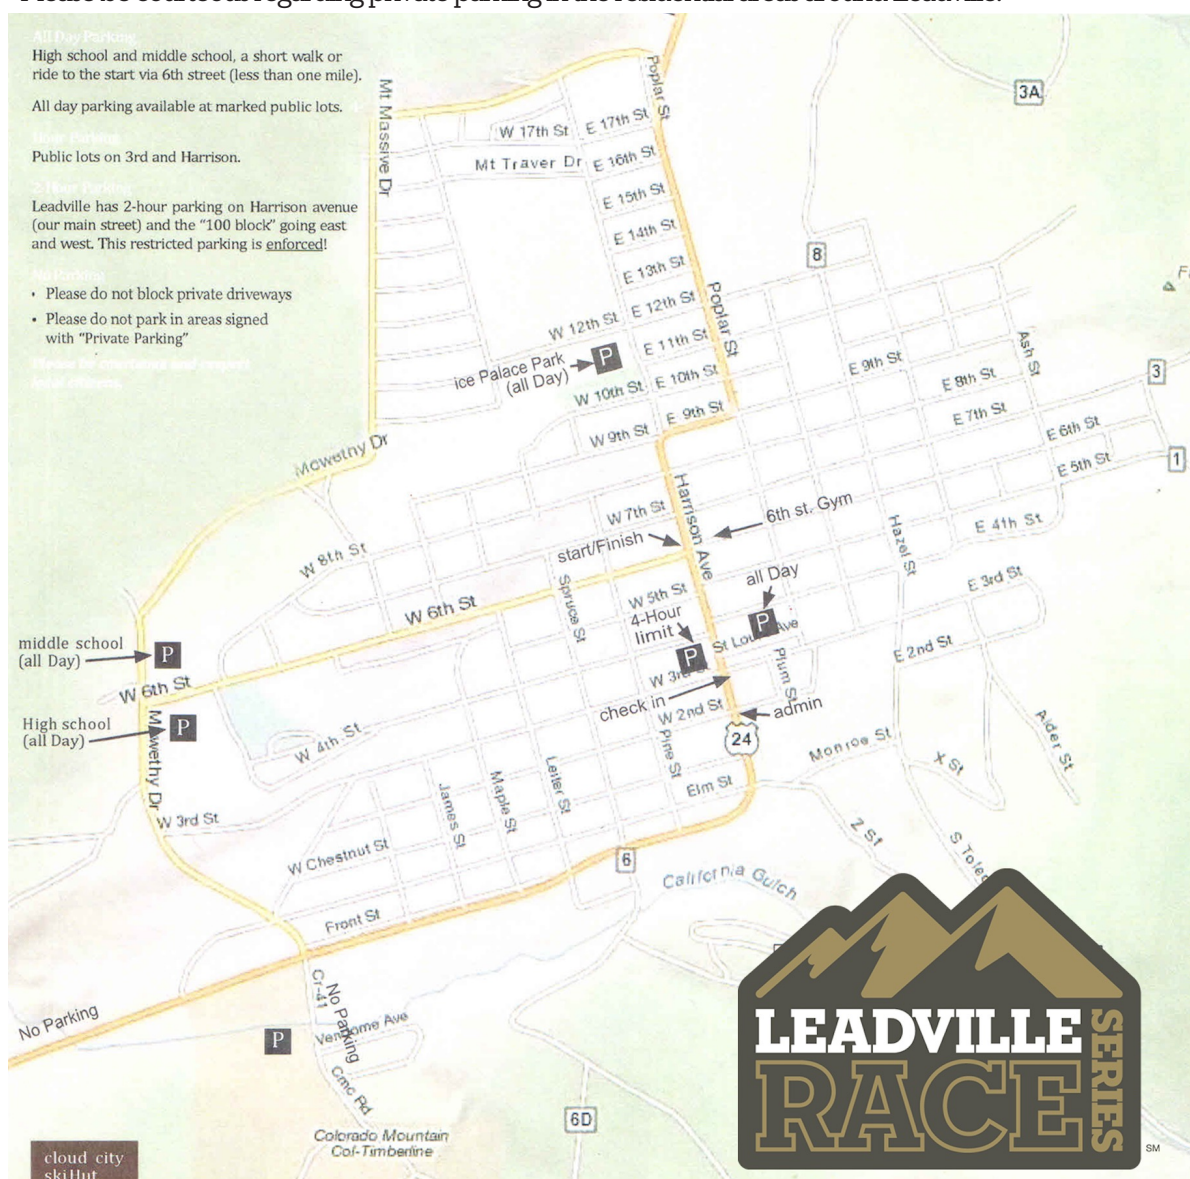 All Day Parking
High school and middle school, a short walk or
ride to the start via 6th street (less than one mile).
All day parking available at marked public lots.
Hour Parking
Public lots on 3rd and Harrison.
2-Hour Parking
Leadville has 2-hour parking on Harrison avenue
(our main street) and the “100 block” going east
and west. This restricted parking is enforced!
No Parking
• Please do not block private driveways
• Please do not park in areas signed
with “Private Parking”
Please be courteous and respect
local citizens.
Mt Massive Dr
Poplar St
3A
W 17th St
E 17th St
Mt Traver Dr
E 16th St
E 15th St
E 14th St
8
E 13th St
E 12th St
Poplar St
W 12th St
E 11th St
Ash St
ice Palace Park
(all Day)
P
E 9th St
3
W 10th St
E 10th St
E 8th St
E 9th St
E 7th St
E 6th St
W 9th St
Mcwethy Dr
E 5th St
1
Harrison Ave
W 7th St
6th st. Gym
Hazel St
E 4th St
start/Finish
W 8th St
all Day
E 3rd St
Spruce St
W 5th St
W 6th St
4-Hour
limit
P
St Louis Ave
middle school
(all Day)
P
P
E 2nd St
W 3rd St
Plum St
W 6th St
check in
W 2nd St
admin
High school
(all Day)
P
Mcwethy Dr
W 4th St
Pine St
24
Monroe St
Alder St
X St
Leiter St
Maple St
James St
Elm St
W 3rd St
Z St
W Chestnut St
6
California Gulch
Front St
Cr-41
No Parking
No Parking
P
Cmc Rd
6D
Colorado Mountain
Col-Timberline
LEADVILLE
RACE
SERIES
SM
cloud city
skiHut